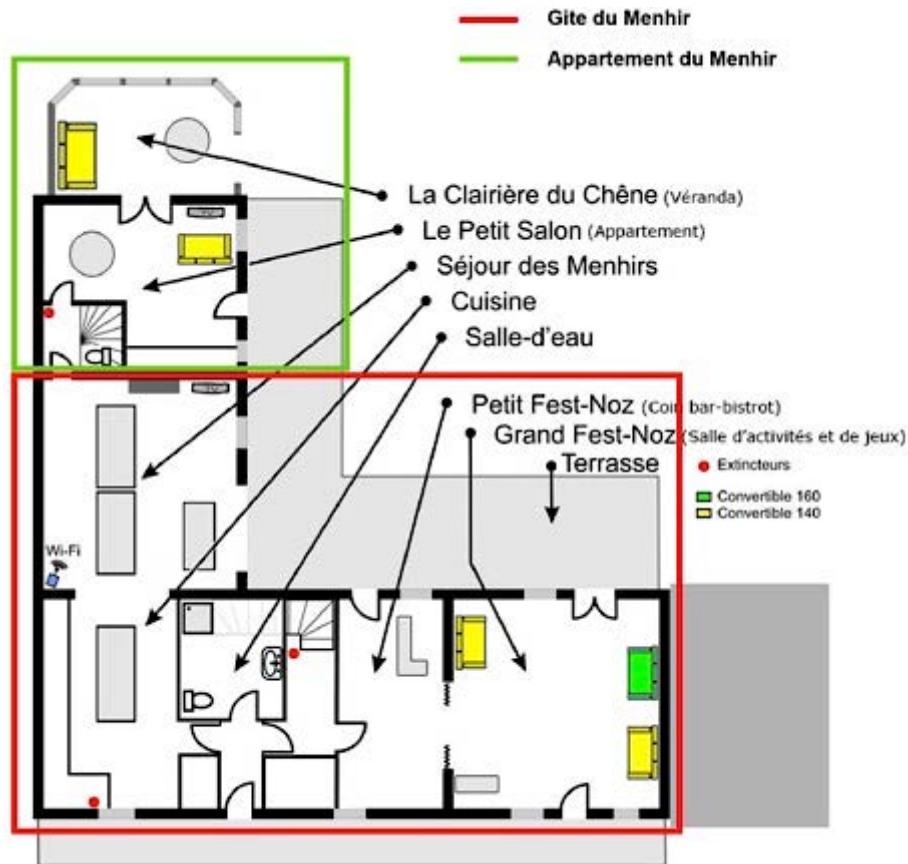 Gite du Menhir
Appartement du Menhir
La Clairière du Chêne (Véranda)
Le Petit Salon (Appartement)
Séjour des Menhirs
Cuisine
Salle-d'eau
Petit Fest-Noz (Coin bar-bistrot)
Grand Fest-Noz (Salle d'activités et de jeux)
Terrasse
Extincteurs
Convertible 160
Convertible 140
Wi-Fi